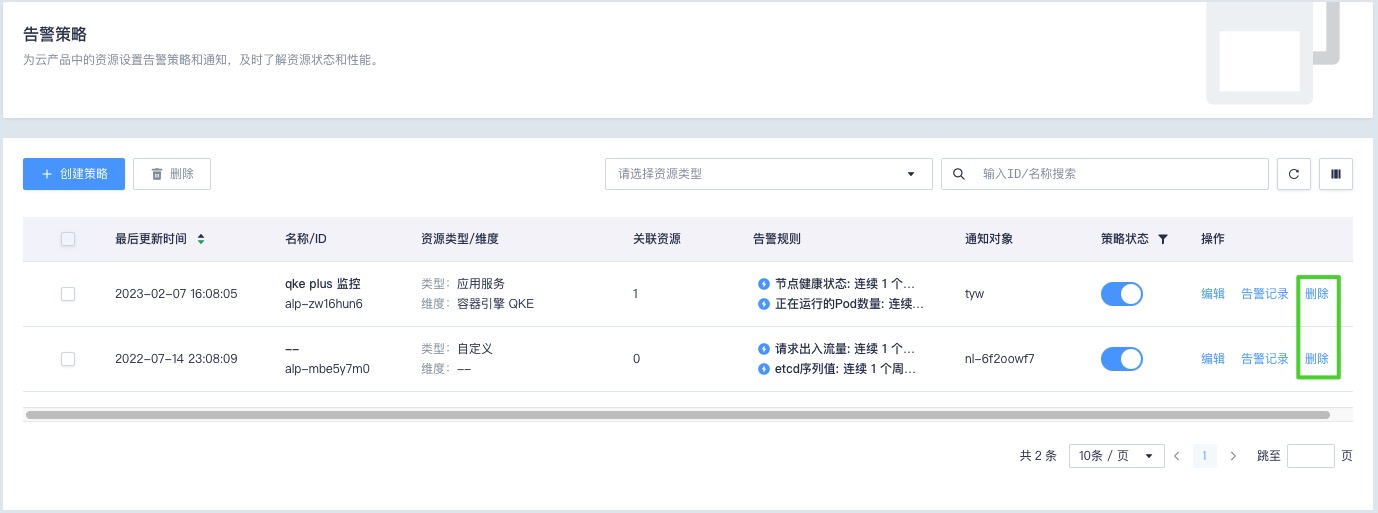 告警策略
为云产品中的资源设置告警策略和通知，及时了解资源状态和性能。
+ 创建策略 删除 请选择资源类型 输入ID/名称搜索
最后更新时间 名称/ID 资源类型/维度 关联资源 告警规则 通知对象 策略状态 操作
2023-02-07 16:08:05 qke plus 监控 类型：应用服务 1 节点健康状态: 连续 1 个... tyw 编辑 告警记录 删除
alp-zw16hun6 维度：容器引擎 QKE 正在运行的Pod数量: 连续...
2022-07-14 23:08:09 -- 类型：自定义 0 请求出入流量: 连续 1 个... nl-6f2oowf7 编辑 告警记录 删除
alp-mbe5y7m0 维度：-- etcd序列值: 连续 1 个周...
共 2 条 10条 / 页 < 1 > 跳至 页